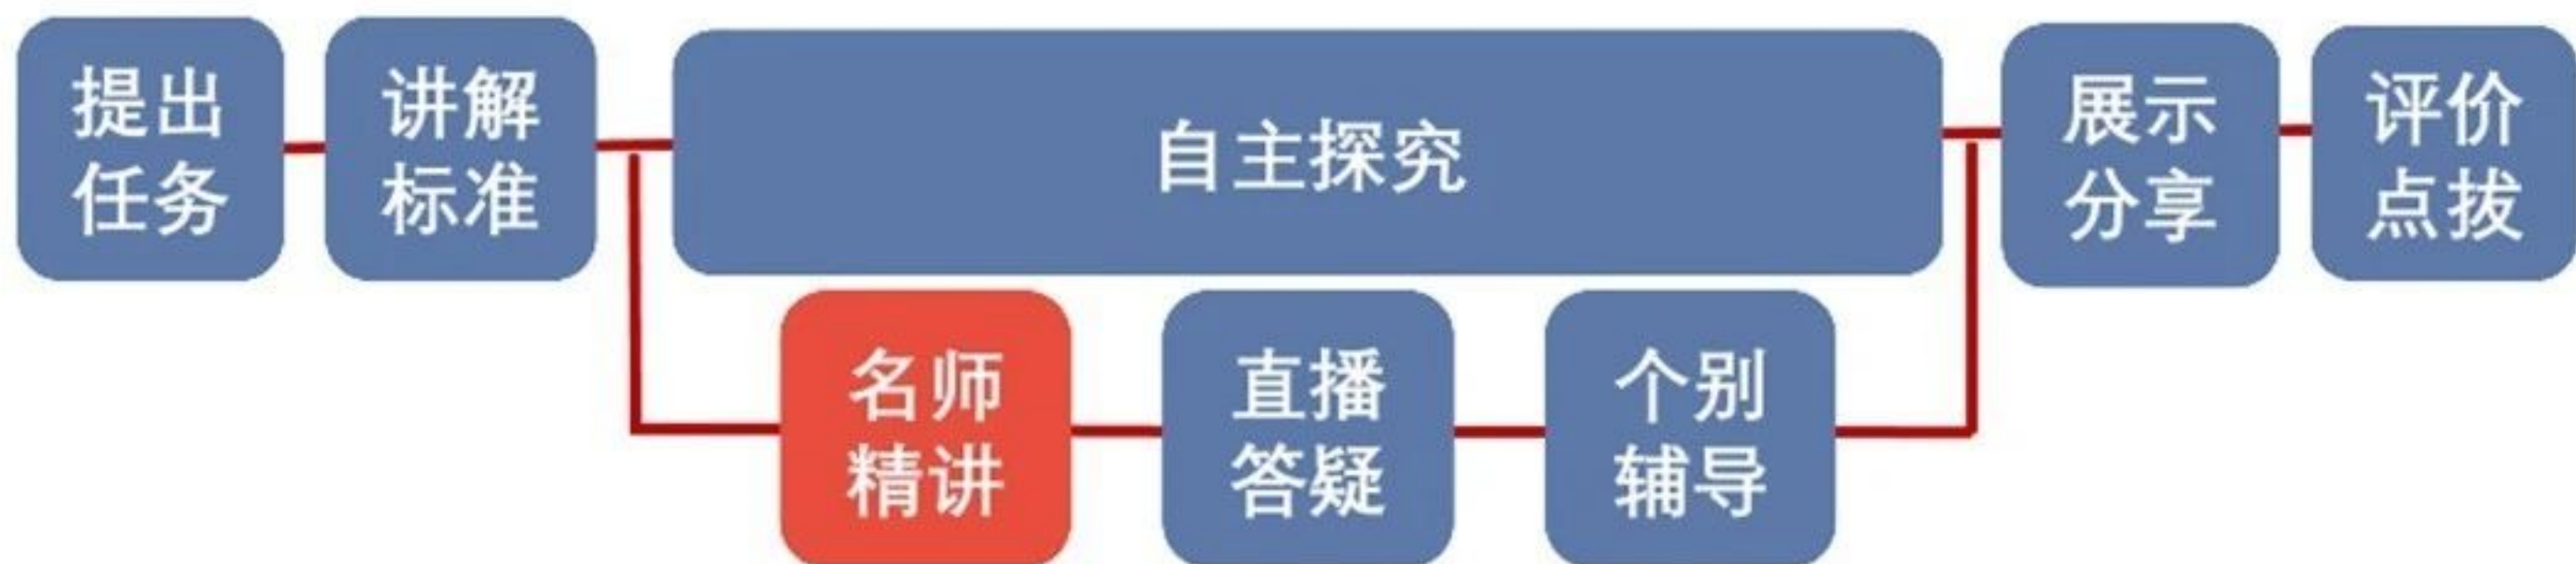 提出
任务
讲解
标准
自主探究
展示
分享
评价
点拨
名师
精讲
直播
答疑
个别
辅导